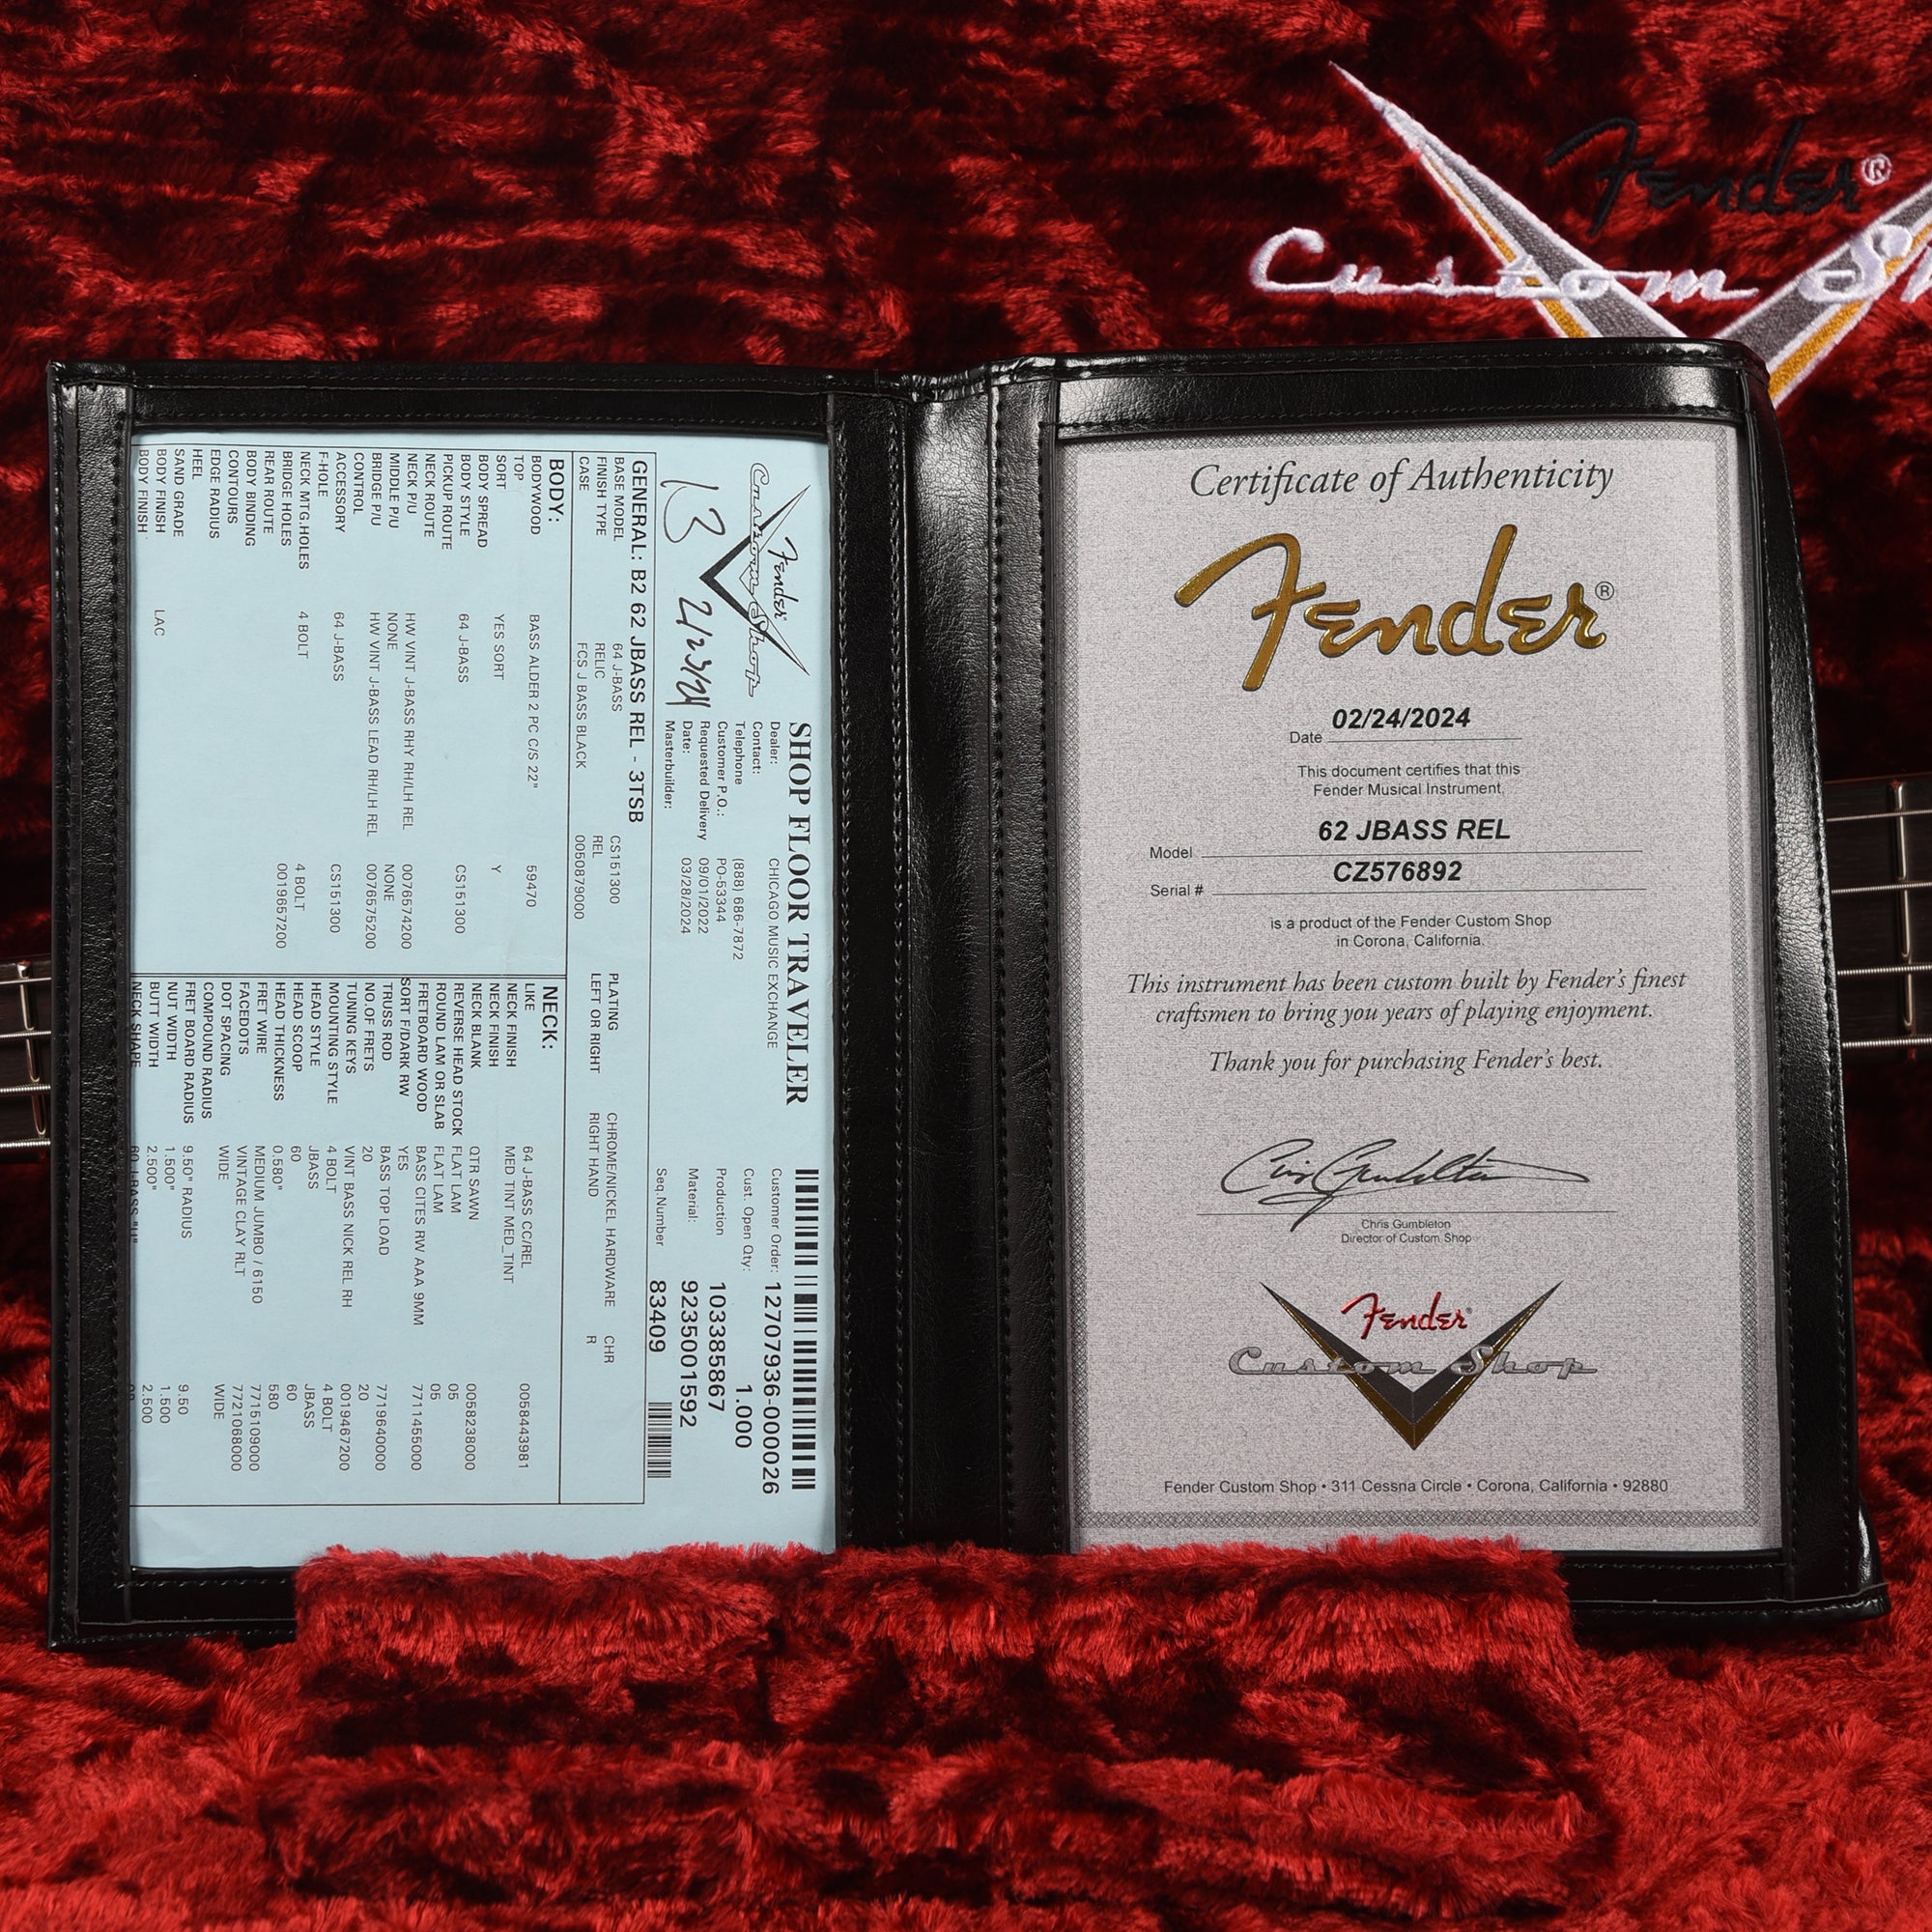 Fender®
Custom Sh
Fender
Custom Shop
13 2/23/24
SHOP FLOOR TRAVELER
Dealer: CHICAGO MUSIC EXCHANGE
Contact:
Telephone (888) 686-7872
Customer P.O.: PO-53344
Requested Delivery 09/01/2022
Date: 03/28/2024
Masterbuilder:
Customer Order: 127077936-0000026
Cust. Open Qty: 1.000
Production 1033858867
Material: 9235001592
Seq.Number 83409
GENERAL: B2 62 JBASS REL - 3TSB
BASE MODEL 64 J-BASS CS151300 PLATING CHROME/NICKEL HARDWARE CHR
FINISH TYPE RELIC REL LEFT OR RIGHT RIGHT HAND R
CASE FCS J BASS BLACK 0050879000
BODY:
BODYWOOD BASS ALDER 2 PC C/S 22" 59470
TOP
SORT YES SORT Y
BODY SPREAD
BODY STYLE 64 J-BASS CS151300
PICKUP ROUTE
NECK ROUTE
NECK P/U HW VINT J-BASS RHY RH/LH REL 0076574200
MIDDLE P/U NONE NONE
BRIDGE P/U HW VINT J-BASS LEAD RH/LH REL 0076575200
CONTROL
ACCESSORY 64 J-BASS CS151300
F-HOLE
NECK MTG.HOLES 4 BOLT 4 BOLT
BRIDGE HOLES 0019657200
REAR ROUTE
BODY BINDING
CONTOURS
EDGE RADIUS
HEEL
SAND GRADE
BODY FINISH LAC
BODY FINISH
NECK:
LIKE 64 J-BASS CC/REL 0058443981
NECK FINISH MED TINT MED_TINT
NECK FINISH
NECK BLANK QTR SAWN 0058238000
REVERSE HEAD STOCK FLAT LAM 05
ROUND LAM OR SLAB FLAT LAM 05
FRETBOARD WOOD BASS CITES RW AAA 9MM 7711455000
SORT F/DARK RW YES
TRUSS ROD BASS TOP LOAD 7719640000
NO.OF FRETS 20 20
TUNING KEYS VINT BASS NICK REL RH 0019467200
MOUNTING STYLE 4 BOLT 4 BOLT
HEAD STYLE JBASS JBASS
HEAD SCOOP 60 60
HEAD THICKNESS 0.580" 580
FRET WIRE MEDIUM JUMBO / 6150 7715109000
FACEDOTS VINTAGE CLAY RLT 7721068000
DOT SPACING WIDE WIDE
COMPOUND RADIUS
FRET BOARD RADIUS 9.50" RADIUS 9.50
NUT WIDTH 1.500" 1.500
BUTT WIDTH 2.500" 2.500
NECK SHAPE 60 J-BASS "U"
Certificate of Authenticity
Fender®
02/24/2024
Date
This document certifies that this
Fender Musical Instrument,
62 JBASS REL
Model
CZ576892
Serial #
is a product of the Fender Custom Shop
in Corona, California.
This instrument has been custom built by Fender's finest
craftsmen to bring you years of playing enjoyment.
Thank you for purchasing Fender's best.
Chris Gumbleton
Director of Custom Shop
Fender®
Custom Shop
Fender Custom Shop • 311 Cessna Circle • Corona, California • 92880